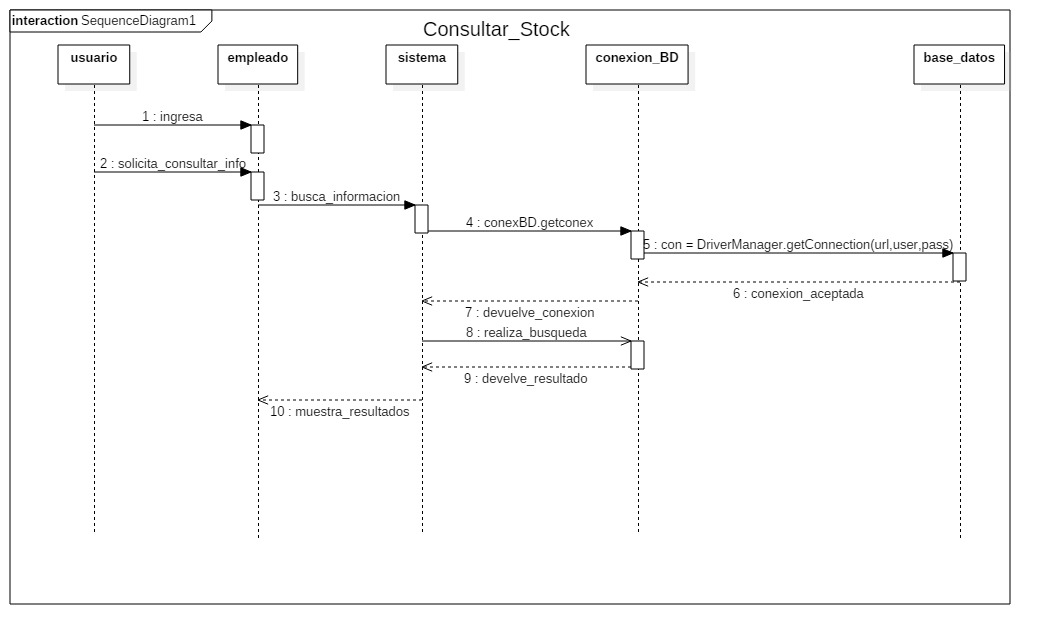 interaction SequenceDiagram1
Consultar_Stock
usuario
empleado
sistema
conexion_BD
base_datos
1 : ingresa
2 : solicita_consultar_info
3 : busca_informacion
4 : conexBD.getconex
5 : con = DriverManager.getConnection(url,user,pass)
6 : conexion_aceptada
7 : devuelve_conexion
8 : realiza_busqueda
9 : develve_resultado
10 : muestra_resultados